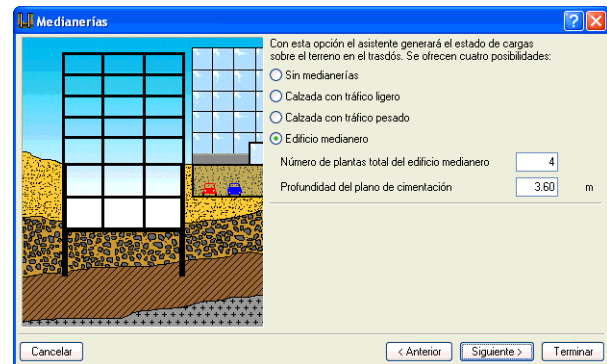 Medianerías
Con esta opción el asistente generará el estado de cargas
sobre el terreno en el trasdós. Se ofrecen cuatro posibilidades:
Sin medianerías
Calzada con tráfico ligero
Calzada con tráfico pesado
Edificio medianero
Número de plantas total del edificio medianero 4
Profundidad del plano de cimentación 3.60 m
Cancelar < Anterior Siguiente > Terminar